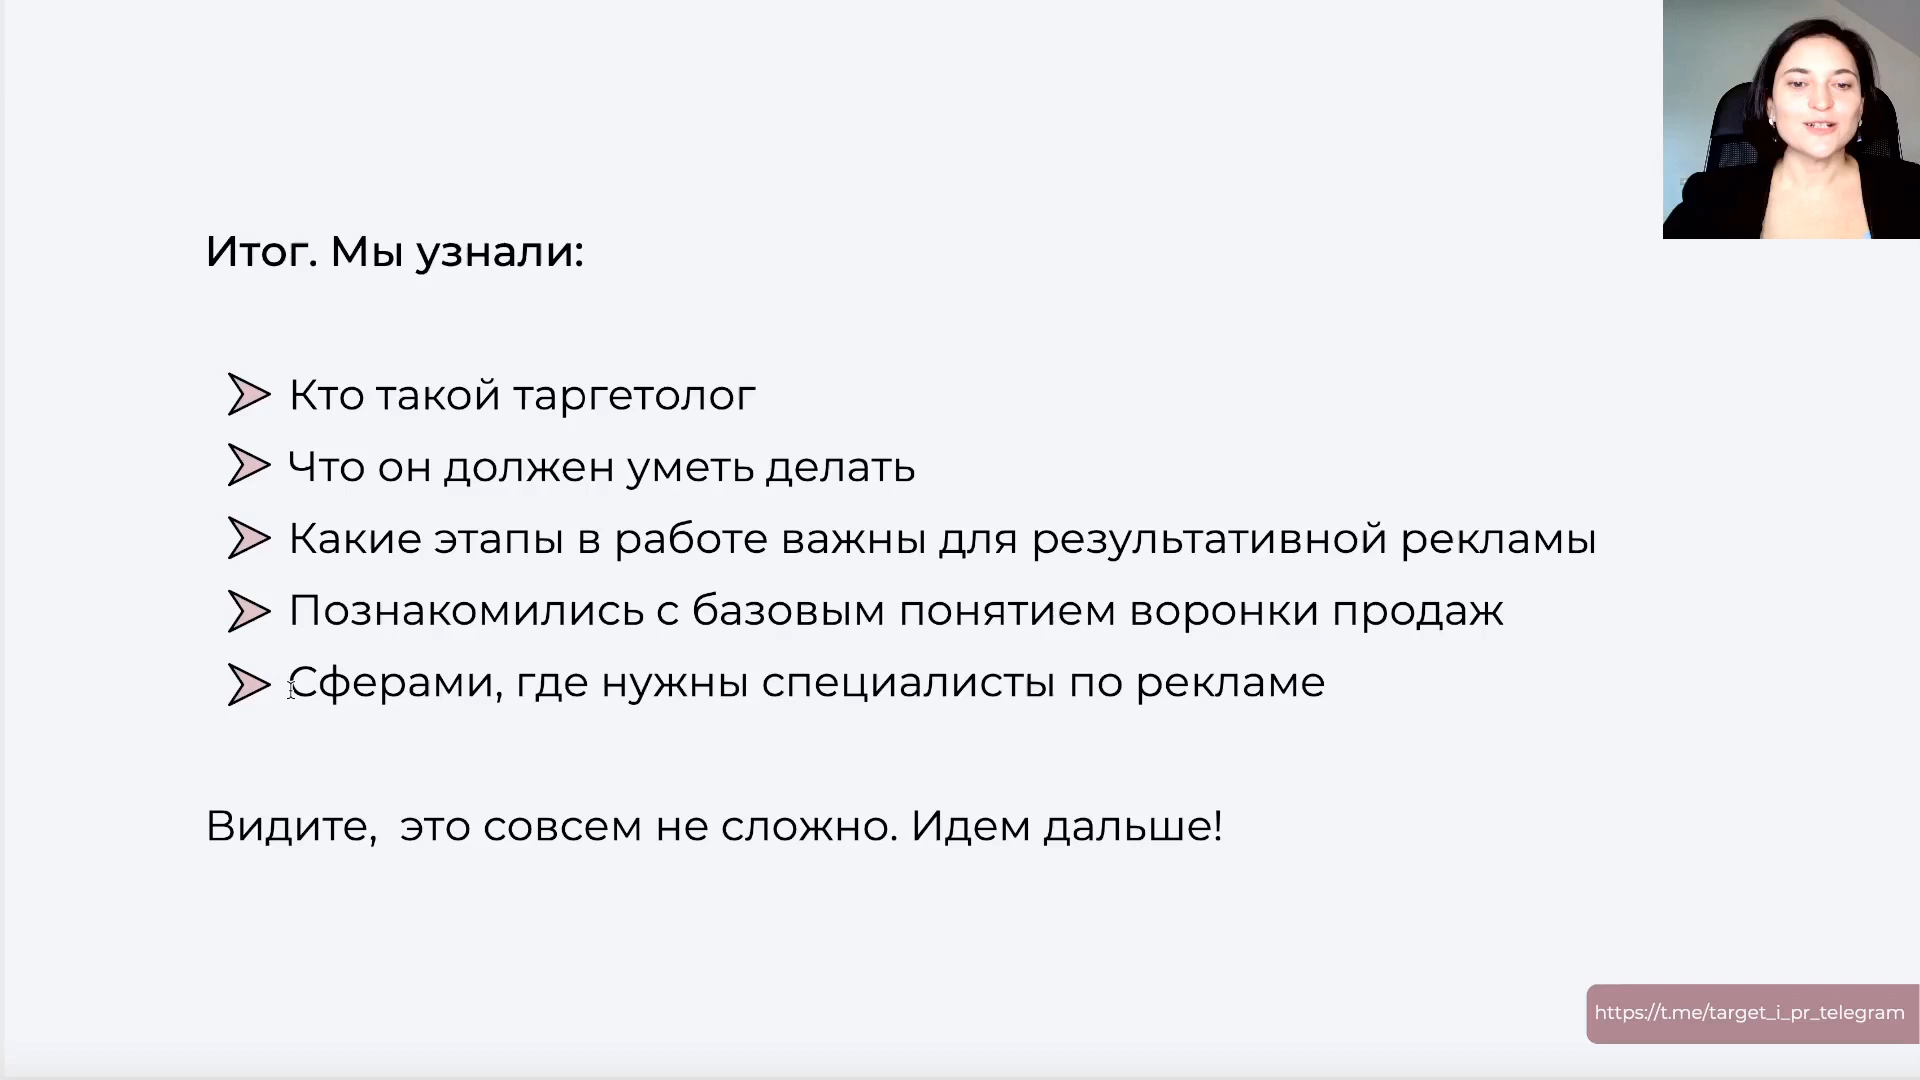 Итог. Мы узнали:
Кто такой таргетолог
Что он должен уметь делать
Какие этапы в работе важны для результативной рекламы
Познакомились с базовым понятием воронки продаж
Сферами, где нужны специалисты по рекламе
Видите,  это совсем не сложно. Идем дальше!
https://t.me/target_i_pr_telegram